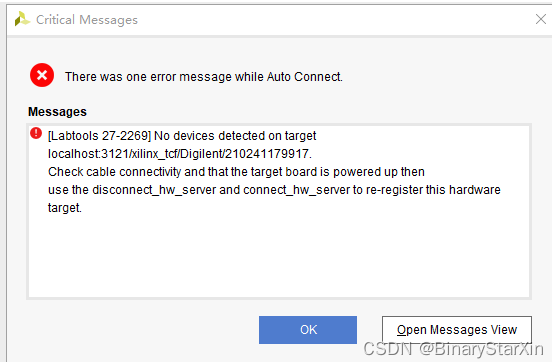 Critical Messages
There was one error message while Auto Connect.
Messages
[Labtools 27-2269] No devices detected on target
localhost:3121/xilinx_tcf/Digilent/210241179917.
Check cable connectivity and that the target board is powered up then
use the disconnect_hw_server and connect_hw_server to re-register this hardware
target.
OK
Open Messages View
CSDN @BinaryStarXin